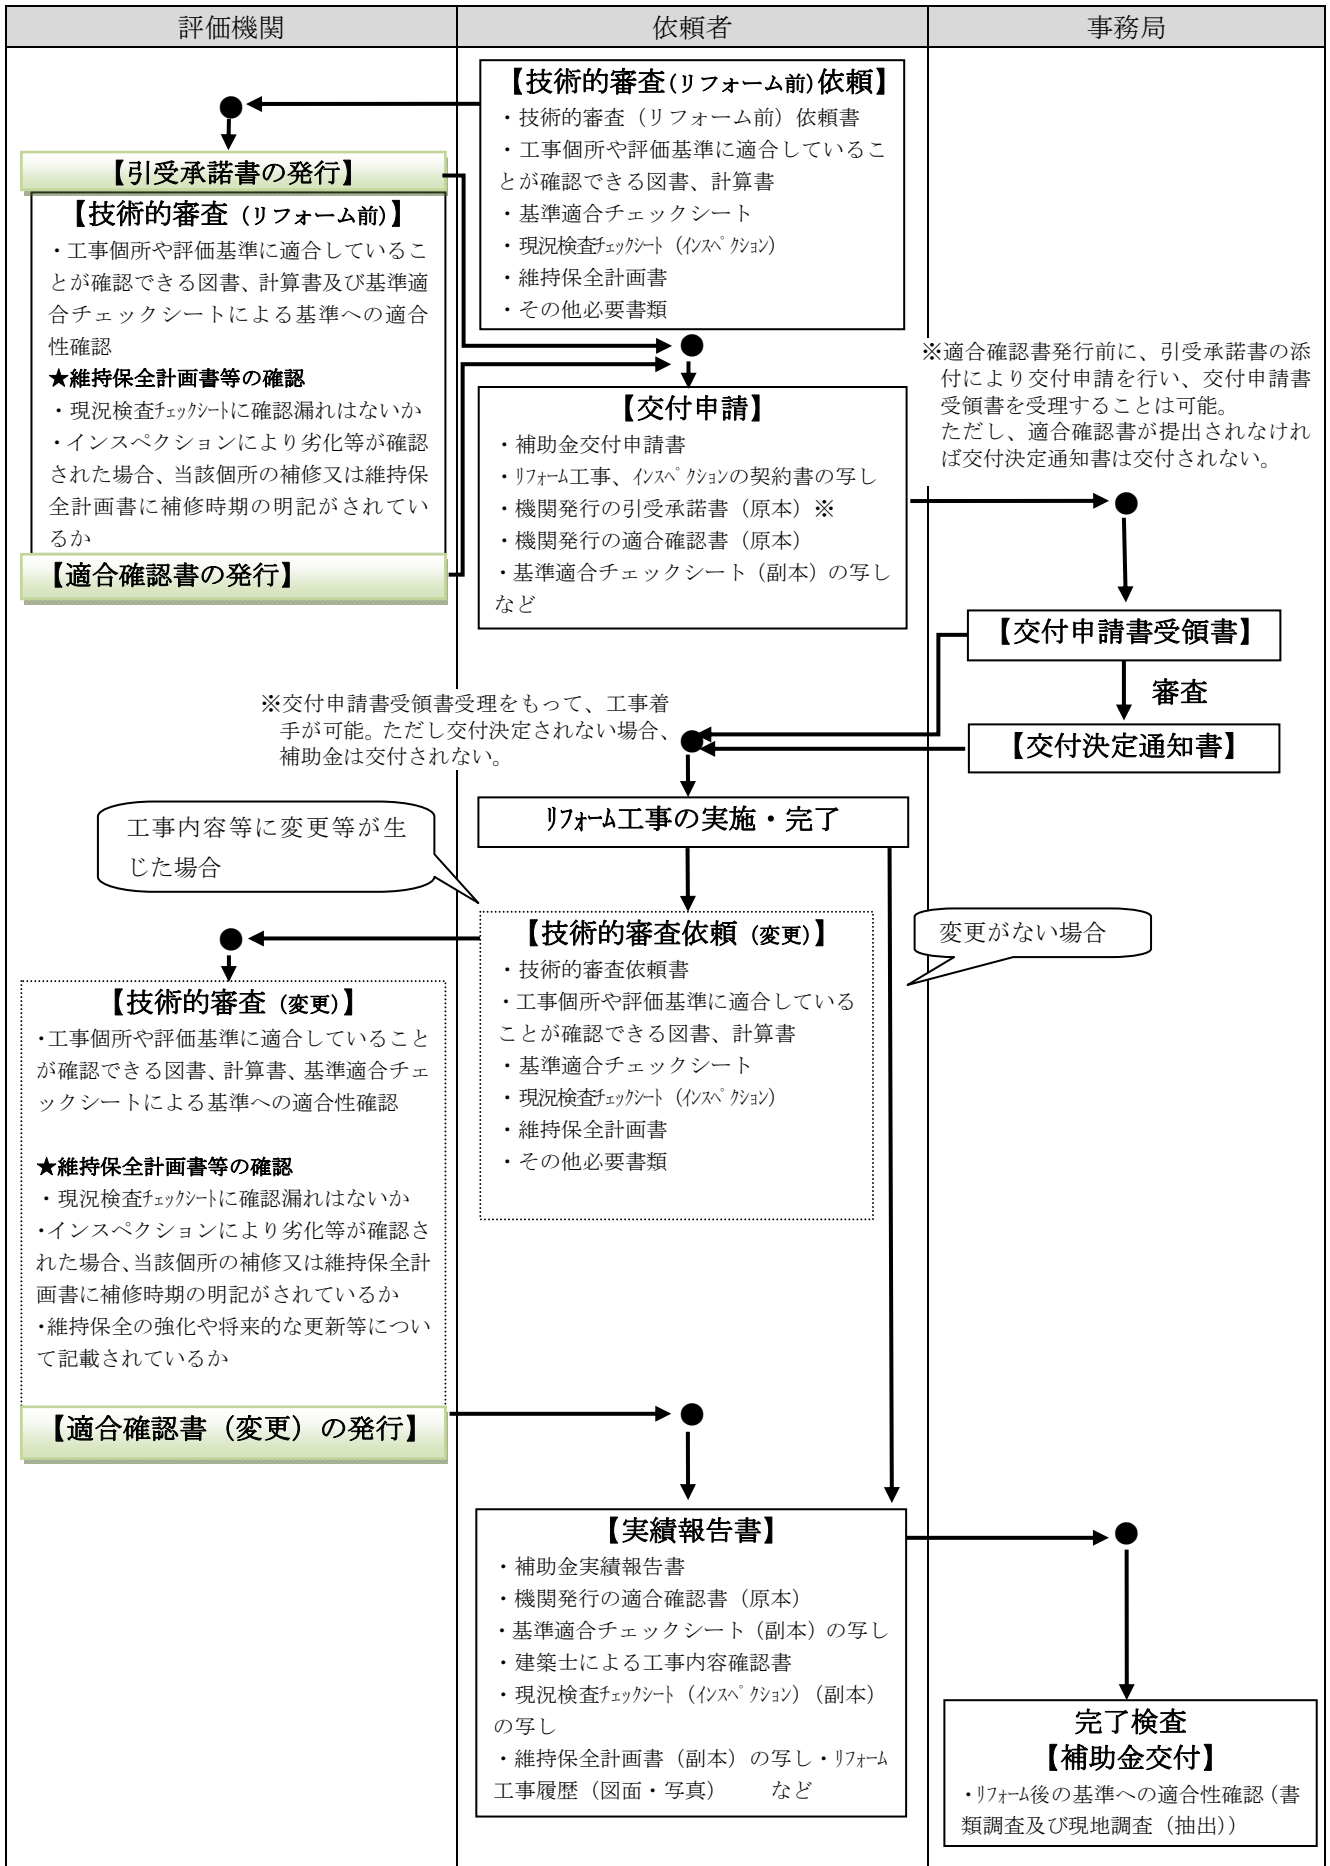 評価機関
依頼者
事務局
【技術的審査(リフォーム前)依頼】
・技術的審査（リフォーム前）依頼書
・工事個所や評価基準に適合しているこ
とが確認できる図書、計算書
・基準適合チェックシート
・現況検査ﾁｪｯｸｼｰﾄ（ｲﾝｽﾍﾟｸｼｮﾝ）
・維持保全計画書
・その他必要書類
【引受承諾書の発行】
【技術的審査（リフォーム前）】
・工事個所や評価基準に適合しているこ
とが確認できる図書、計算書及び基準適
合チェックシートによる基準への適合
性確認
★維持保全計画書等の確認
・現況検査ﾁｪｯｸｼｰﾄに確認漏れはないか
・インスペクションにより劣化等が確認
された場合、当該個所の補修又は維持保
全計画書に補修時期の明記がされてい
るか
【適合確認書の発行】
【交付申請】
・補助金交付申請書
・ﾘﾌｫｰﾑ工事、ｲﾝｽﾍﾟｸｼｮﾝの契約書の写し
・機関発行の引受承諾書（原本）※
・機関発行の適合確認書（原本）
・基準適合チェックシート（副本）の写し
など
※適合確認書発行前に、引受承諾書の添
付により交付申請を行い、交付申請書
受領書を受理することは可能。
ただし、適合確認書が提出されなけれ
ば交付決定通知書は交付されない。
【交付申請書受領書】
審査
【交付決定通知書】
※交付申請書受領書受理をもって、工事着
手が可能。ただし交付決定されない場合、
補助金は交付されない。
ﾘﾌｫｰﾑ工事の実施・完了
工事内容等に変更等が生
じた場合
変更がない場合
【技術的審査依頼（変更）】
・技術的審査依頼書
・工事個所や評価基準に適合している
ことが確認できる図書、計算書
・基準適合チェックシート
・現況検査ﾁｪｯｸｼｰﾄ（ｲﾝｽﾍﾟｸｼｮﾝ）
・維持保全計画書
・その他必要書類
【技術的審査（変更）】
・工事個所や評価基準に適合していること
が確認できる図書、計算書、基準適合チェ
ックシートによる基準への適合性確認
★維持保全計画書等の確認
・現況検査ﾁｪｯｸｼｰﾄに確認漏れはないか
・インスペクションにより劣化等が確認さ
れた場合、当該個所の補修又は維持保全計
画書に補修時期の明記がされているか
・維持保全の強化や将来的な更新等につい
て記載されているか
【適合確認書（変更）の発行】
【実績報告書】
・補助金実績報告書
・機関発行の適合確認書（原本）
・基準適合チェックシート（副本）の写し
・建築士による工事内容確認書
・現況検査ﾁｪｯｸｼｰﾄ（ｲﾝｽﾍﾟｸｼｮﾝ）（副本）
の写し
・維持保全計画書（副本）の写し・ﾘﾌｫｰﾑ
工事履歴（図面・写真）　　など
完了検査
【補助金交付】
・ﾘﾌｫｰﾑ後の基準への適合性確認（書
類調査及び現地調査（抽出））